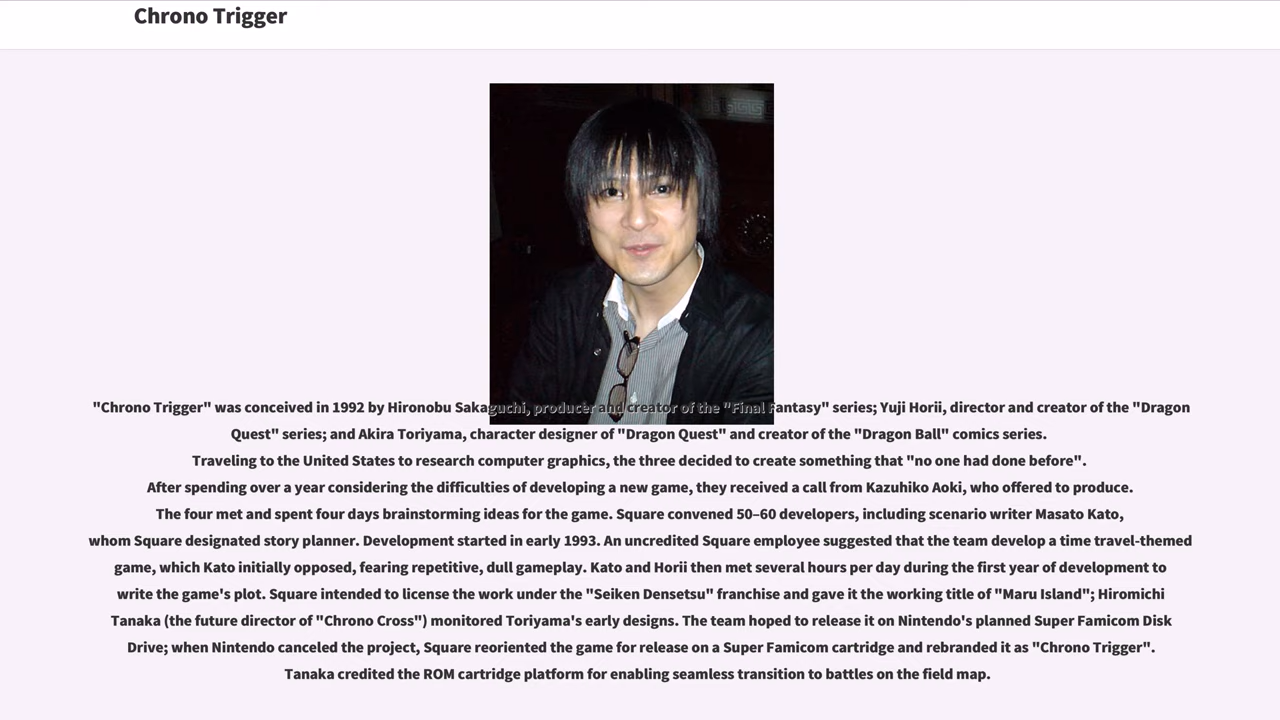 Chrono Trigger
"Chrono Trigger" was conceived in 1992 by Hironobu Sakaguchi, producer and creator of the "Final Fantasy" series; Yuji Horii, director and creator of the "Dragon
Quest" series; and Akira Toriyama, character designer of "Dragon Quest" and creator of the "Dragon Ball" comics series.
Traveling to the United States to research computer graphics, the three decided to create something that "no one had done before".
After spending over a year considering the difficulties of developing a new game, they received a call from Kazuhiko Aoki, who offered to produce.
The four met and spent four days brainstorming ideas for the game. Square convened 50–60 developers, including scenario writer Masato Kato,
whom Square designated story planner. Development started in early 1993. An uncredited Square employee suggested that the team develop a time travel-themed
game, which Kato initially opposed, fearing repetitive, dull gameplay. Kato and Horii then met several hours per day during the first year of development to
write the game's plot. Square intended to license the work under the "Seiken Densetsu" franchise and gave it the working title of "Maru Island"; Hiromichi
Tanaka (the future director of "Chrono Cross") monitored Toriyama's early designs. The team hoped to release it on Nintendo's planned Super Famicom Disk
Drive; when Nintendo canceled the project, Square reoriented the game for release on a Super Famicom cartridge and rebranded it as "Chrono Trigger".
Tanaka credited the ROM cartridge platform for enabling seamless transition to battles on the field map.